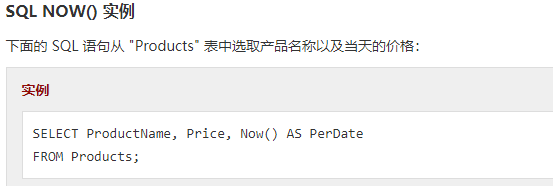 SQL NOW() 实例
下面的 SQL 语句从 "Products" 表中选取产品名称以及当天的价格：
实例
SELECT ProductName, Price, Now() AS PerDate
FROM Products;